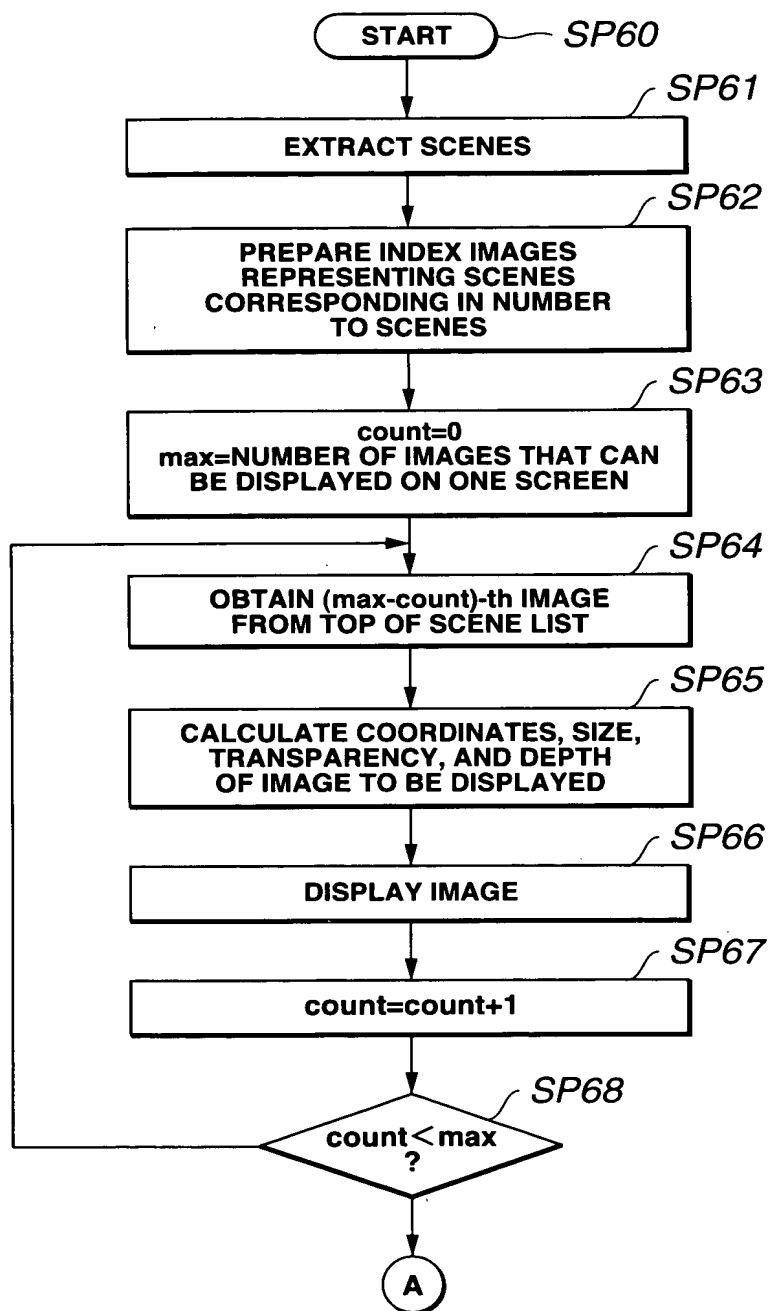 START
SP60
SP61
EXTRACT SCENES
SP62
PREPARE INDEX IMAGES
REPRESENTING SCENES
CORRESPONDING IN NUMBER
TO SCENES
SP63
count=0
max=NUMBER OF IMAGES THAT CAN
BE DISPLAYED ON ONE SCREEN
SP64
OBTAIN (max-count)-th IMAGE
FROM TOP OF SCENE LIST
SP65
CALCULATE COORDINATES, SIZE,
TRANSPARENCY, AND DEPTH
OF IMAGE TO BE DISPLAYED
SP66
DISPLAY IMAGE
SP67
count=count+1
SP68
count<max
?
A